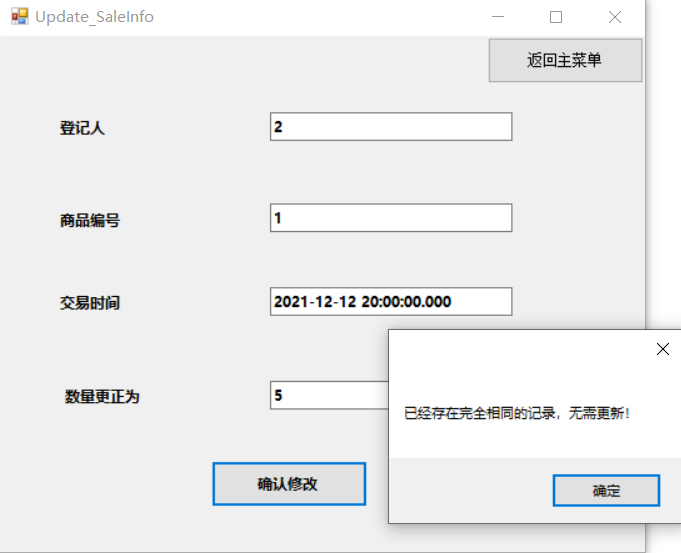 Update_SaleInfo
返回主菜单
登记人 2
商品编号 1
交易时间 2021-12-12 20:00:00.000
数量更正为 5
已经存在完全相同的记录，无需更新！
确认修改
确定